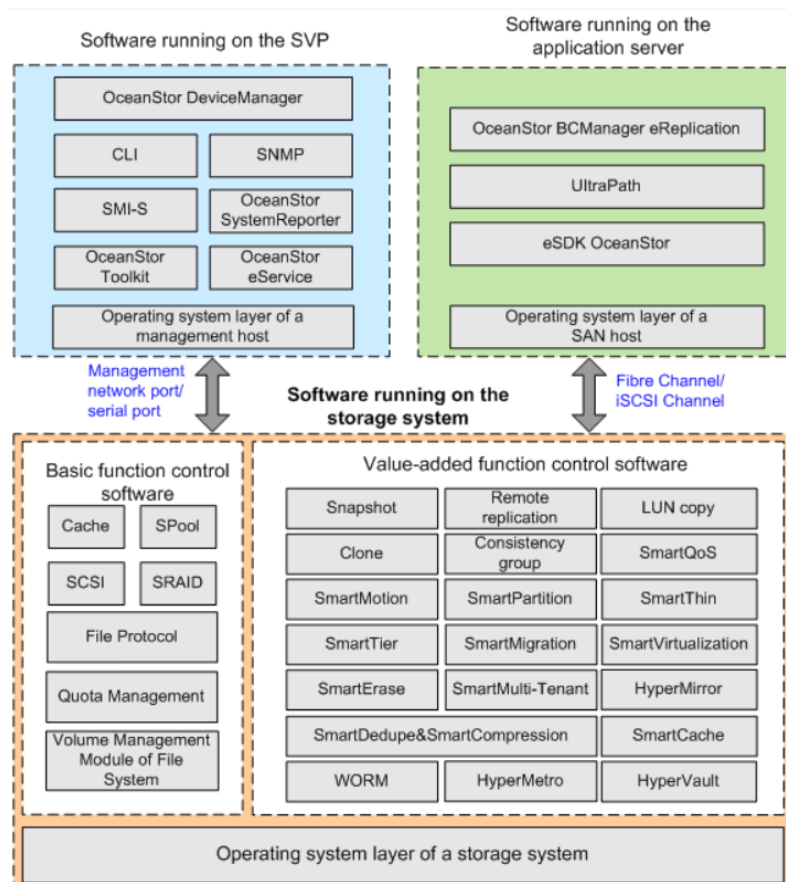 Software running on the SVP
OceanStor DeviceManager
CLI
SNMP
SMI-S
OceanStor
SystemReporter
OceanStor
Toolkit
OceanStor
eService
Operating system layer of a
management host
Software running on the
application server
OceanStor BCManager eReplication
UltraPath
eSDK OceanStor
Operating system layer of a
SAN host
Management
network port/
serial port
Software running on the
storage system
Fibre Channel/
iSCSI Channel
Basic function control
software
Cache
SPool
SCSI
SRAID
File Protocol
Quota Management
Volume Management
Module of File
System
Value-added function control software
Snapshot
Remote
replication
LUN copy
Clone
Consistency
group
SmartQoS
SmartMotion
SmartPartition
SmartThin
SmartTier
SmartMigration
SmartVirtualization
SmartErase
SmartMulti-Tenant
HyperMirror
SmartDedupe&SmartCompression
SmartCache
WORM
HyperMetro
HyperVault
Operating system layer of a storage system